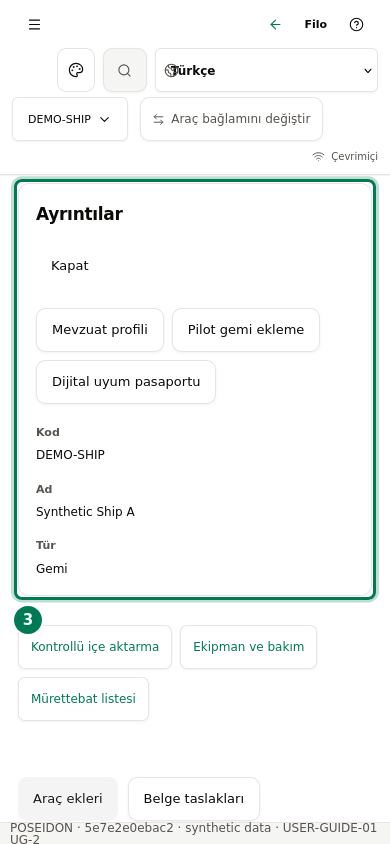 Filo
Türkçe
DEMO-SHIP
Araç bağlamını değiştir
Çevrimiçi
Ayrıntılar
Kapat
Mevzuat profili
Pilot gemi ekleme
Dijital uyum pasaportu
Kod
DEMO-SHIP
Ad
Synthetic Ship A
Tür
Gemi
3
Kontrollü içe aktarma
Ekipman ve bakım
Mürettebat listesi
Araç ekleri
Belge taslakları
POSEIDON · 5e7e2e0ebac2 · synthetic data · USER-GUIDE-01
UG-2